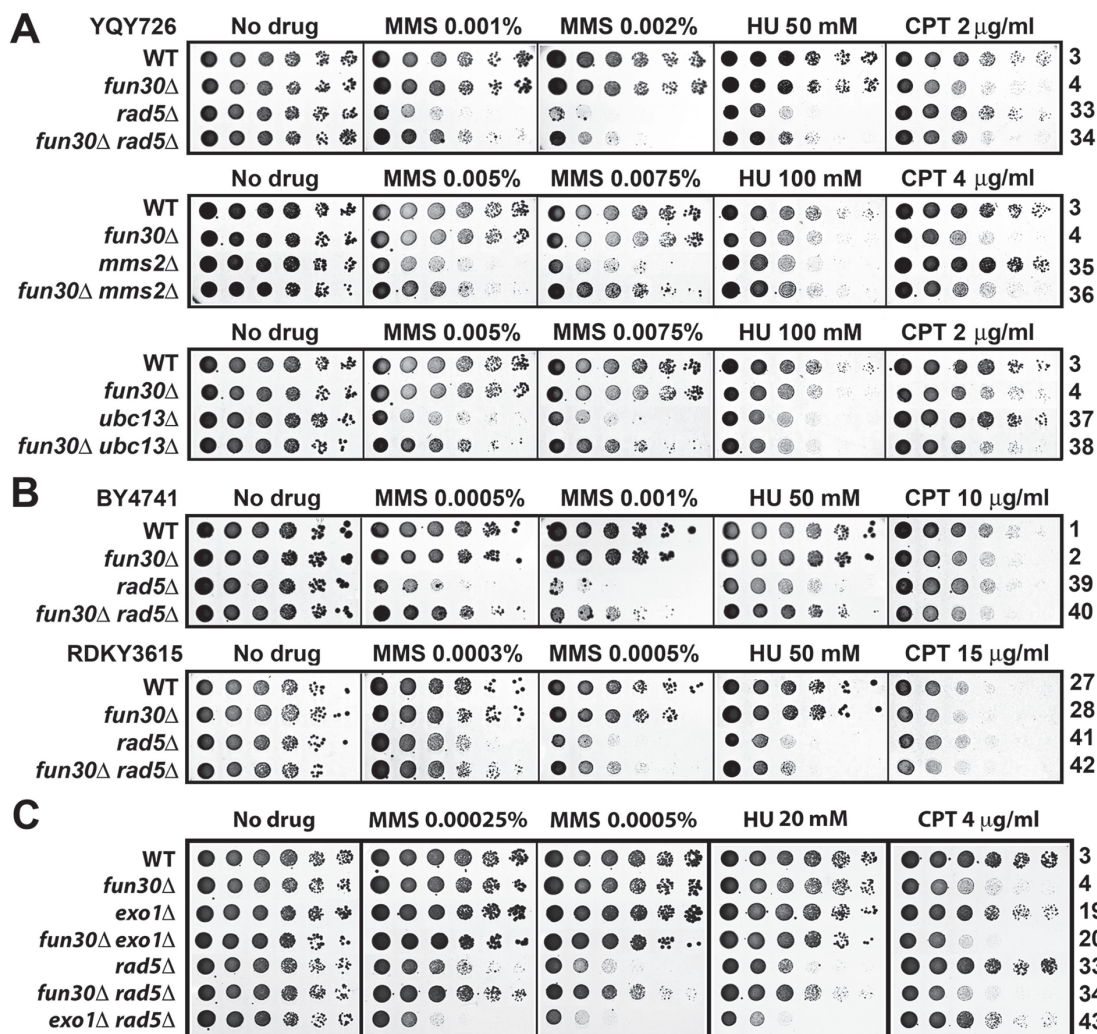 A
YQY726 No drug MMS 0.001% MMS 0.002% HU 50 mM CPT 2 μg/ml
WT 3
fun30Δ 4
rad5Δ 33
fun30Δ rad5Δ 34
No drug MMS 0.005% MMS 0.0075% HU 100 mM CPT 4 μg/ml
WT 3
fun30Δ 4
mms2Δ 35
fun30Δ mms2Δ 36
No drug MMS 0.005% MMS 0.0075% HU 100 mM CPT 2 μg/ml
WT 3
fun30Δ 4
ubc13Δ 37
fun30Δ ubc13Δ 38
B
BY4741 No drug MMS 0.0005% MMS 0.001% HU 50 mM CPT 10 μg/ml
WT 1
fun30Δ 2
rad5Δ 39
fun30Δ rad5Δ 40
RDKY3615 No drug MMS 0.0003% MMS 0.0005% HU 50 mM CPT 15 μg/ml
WT 27
fun30Δ 28
rad5Δ 41
fun30Δ rad5Δ 42
C
No drug MMS 0.00025% MMS 0.0005% HU 20 mM CPT 4 μg/ml
WT 3
fun30Δ 4
exo1Δ 19
fun30Δ exo1Δ 20
rad5Δ 33
fun30Δ rad5Δ 34
exo1Δ rad5Δ 43